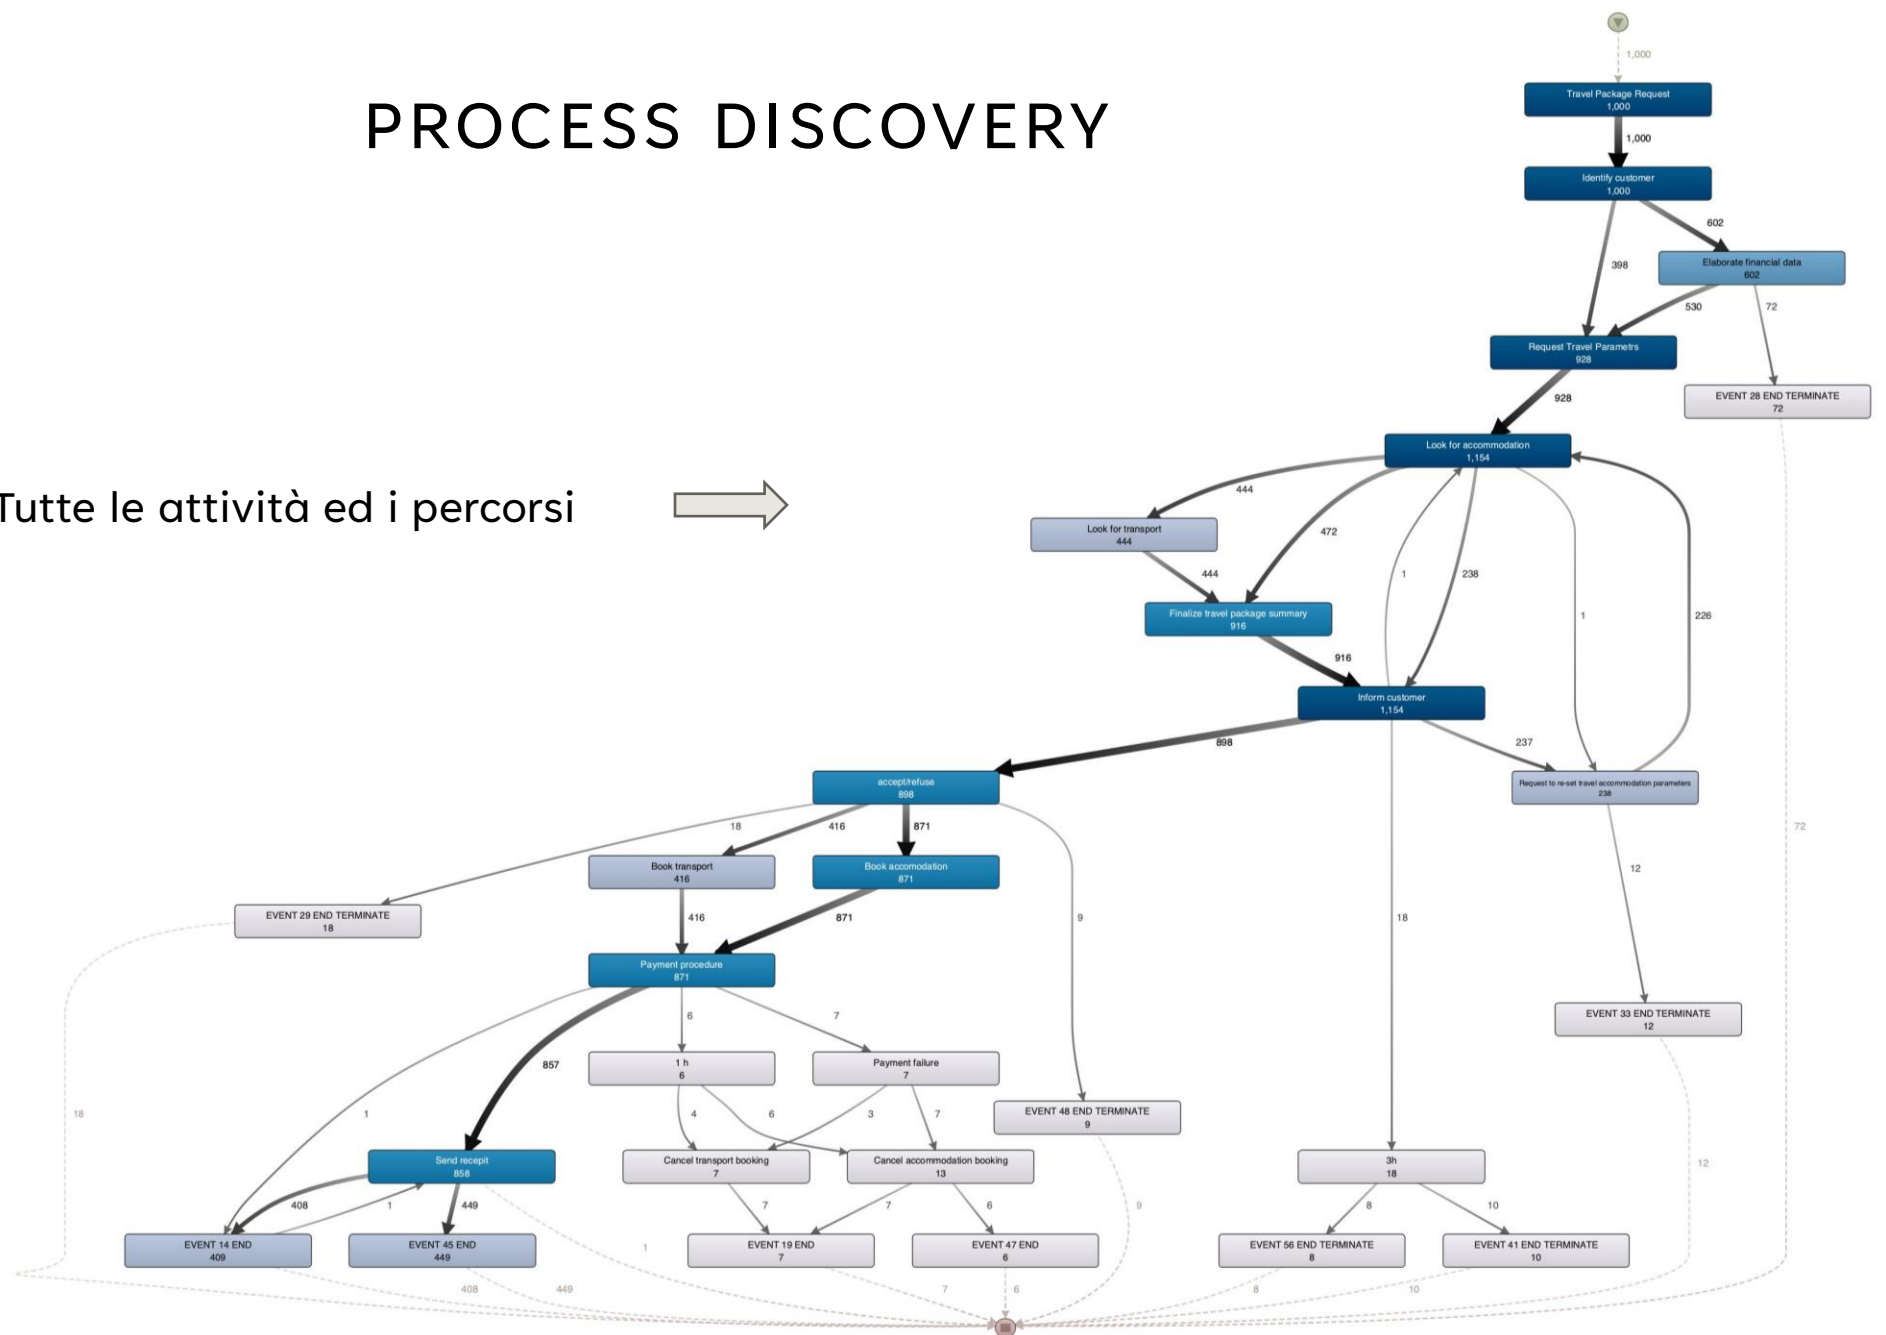 1,000
Travel Package Request
1,000
1,000
PROCESS DISCOVERY
Identify customer
1,000
602
398
Elaborate financial data
602
530
72
Request Travel Parametrs
928
928
EVENT 28 END TERMINATE
72
Look for accommodation
1,154
Tutte le attività ed i percorsi
444
Look for transport
444
472
444
1
238
1
226
Finalize travel package summary
916
916
Inform customer
1,154
898
237
accept/refuse
898
Request to re-set travel accommodation parameters
238
18
416
871
72
Book transport
416
Book accomodation
871
12
EVENT 29 END TERMINATE
18
416
871
9
18
Payment procedure
871
6
7
EVENT 33 END TERMINATE
12
857
1 h
6
Payment failure
7
18
1
4
6
3
7
EVENT 48 END TERMINATE
9
Send recepit
858
Cancel transport booking
7
Cancel accommodation booking
13
3h
18
12
408
1
449
7
7
6
9
8
10
EVENT 14 END
409
EVENT 45 END
449
1
EVENT 19 END
7
EVENT 47 END
6
EVENT 56 END TERMINATE
8
EVENT 41 END TERMINATE
10
408
449
7
6
8
10